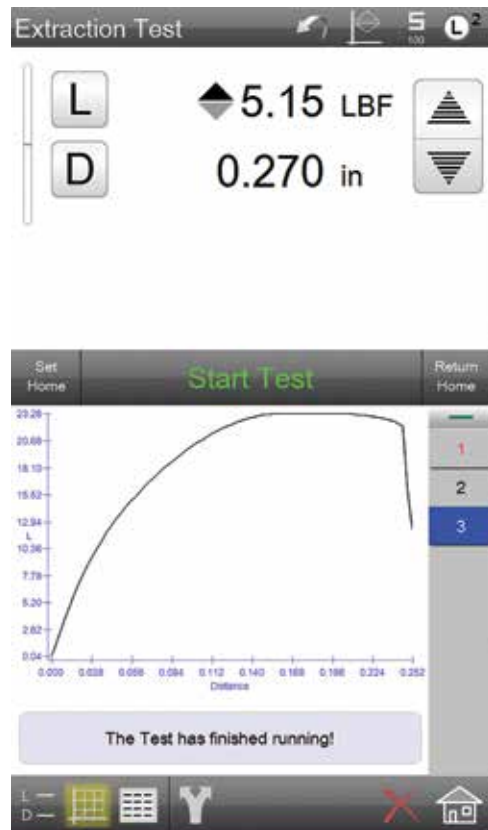 Extraction Test
S
100
L 2
L
5.15 LBF
D
0.270 in
Set
Home
Start Test
Return
Home
23.28
20.68
18.10
15.52
12.94
L
10.36
7.78
5.20
2.62
0.04
0.000 0.028 0.056 0.084 0.112 0.140 0.168 0.196 0.224 0.252
Distance
1
2
3
The Test has finished running!
L
D